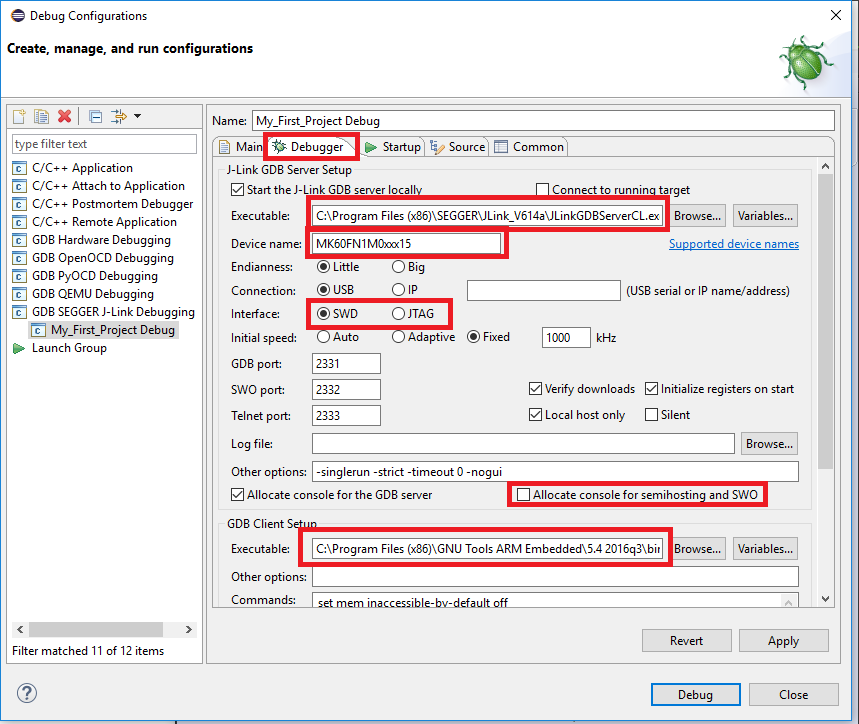 Debug Configurations
Create, manage, and run configurations
type filter text
C/C++ Application
C/C++ Attach to Application
C/C++ Postmortem Debugger
C/C++ Remote Application
GDB Hardware Debugging
GDB OpenOCD Debugging
GDB PyOCD Debugging
GDB QEMU Debugging
GDB SEGGER J-Link Debugging
My_First_Project Debug
Launch Group
Filter matched 11 of 12 items
Name: My_First_Project Debug
Main Debugger Startup Source Common
J-Link GDB Server Setup
Start the J-Link GDB server locally Connect to running target
Executable: C:\Program Files (x86)\SEGGER\JLink_V614a\JLinkGDBServerCL.ex Browse... Variables...
Device name: MK60FN1M0xxx15 Supported device names
Endianness: Little Big
Connection: USB IP (USB serial or IP name/address)
Interface: SWD JTAG
Initial speed: Auto Adaptive Fixed 1000 kHz
GDB port: 2331
SWO port: 2332 Verify downloads Initialize registers on start
Telnet port: 2333 Local host only Silent
Log file: Browse...
Other options: -singlerun -strict -timeout 0 -nogui
Allocate console for the GDB server Allocate console for semihosting and SWO
GDB Client Setup
Executable: C:\Program Files (x86)\GNU Tools ARM Embedded\5.4 2016q3\bin Browse... Variables...
Other options:
Commands: set mem inaccessible-by-default off
Revert Apply
? Debug Close